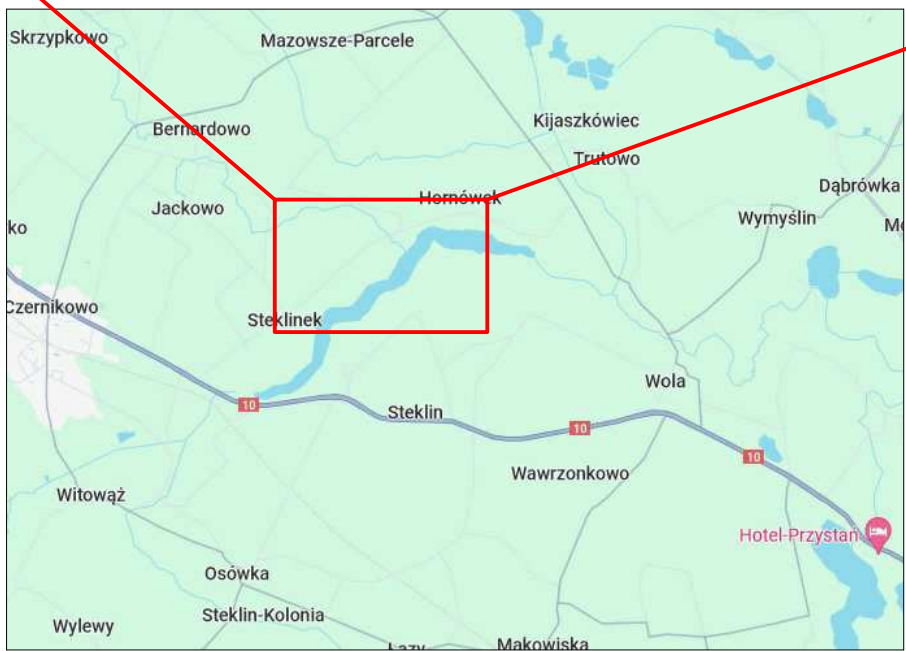 Skrzypkowo
Mazowsze-Parcele
Bernardowo
Kijaszkówiec
Trutowo
Dąbrówka
Jackowo
Hornówek
Wymyślin
ko
Czernikowo
Steklinek
Wola
10
Steklin
10
10
Wawrzonkowo
Witowąż
Hotel-Przystań
Osówka
Steklin-Kolonia
Wylewy
Makowiska